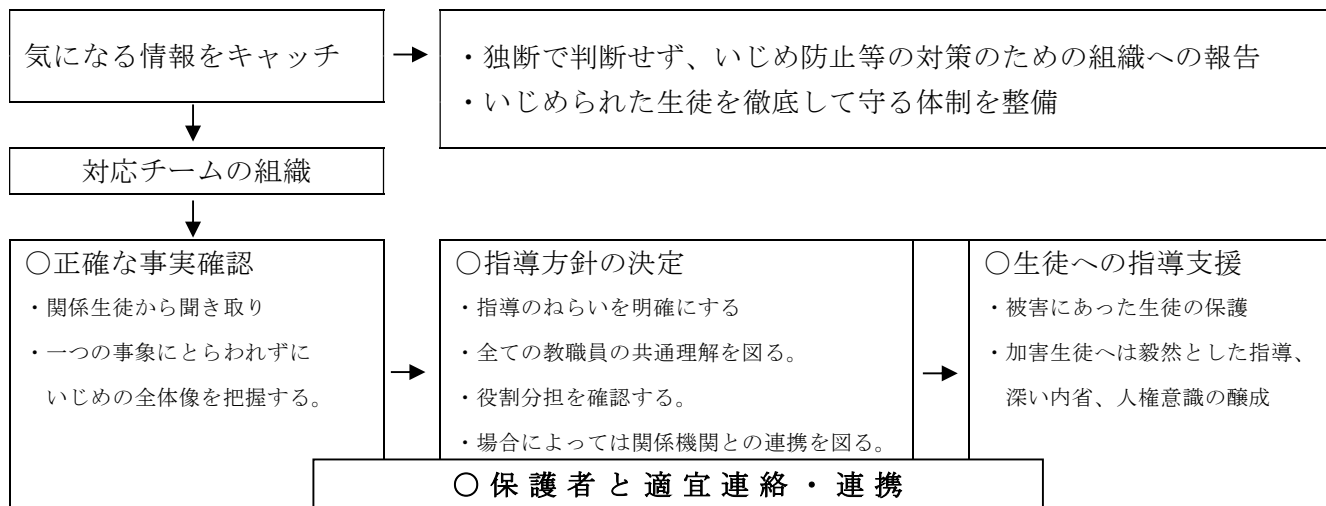 気になる情報をキャッチ
・独断で判断せず、いじめ防止等の対策のための組織への報告
・いじめられた生徒を徹底して守る体制を整備
対応チームの組織
○正確な事実確認
・関係生徒から聞き取り
・一つの事象にとらわれずに
いじめの全体像を把握する。
○指導方針の決定
・指導のねらいを明確にする
・全ての教職員の共通理解を図る。
・役割分担を確認する。
・場合によっては関係機関との連携を図る。
○生徒への指導支援
・被害にあった生徒の保護
・加害生徒へは毅然とした指導、
深い内省、人権意識の醸成
○保護者と適宜連絡・連携